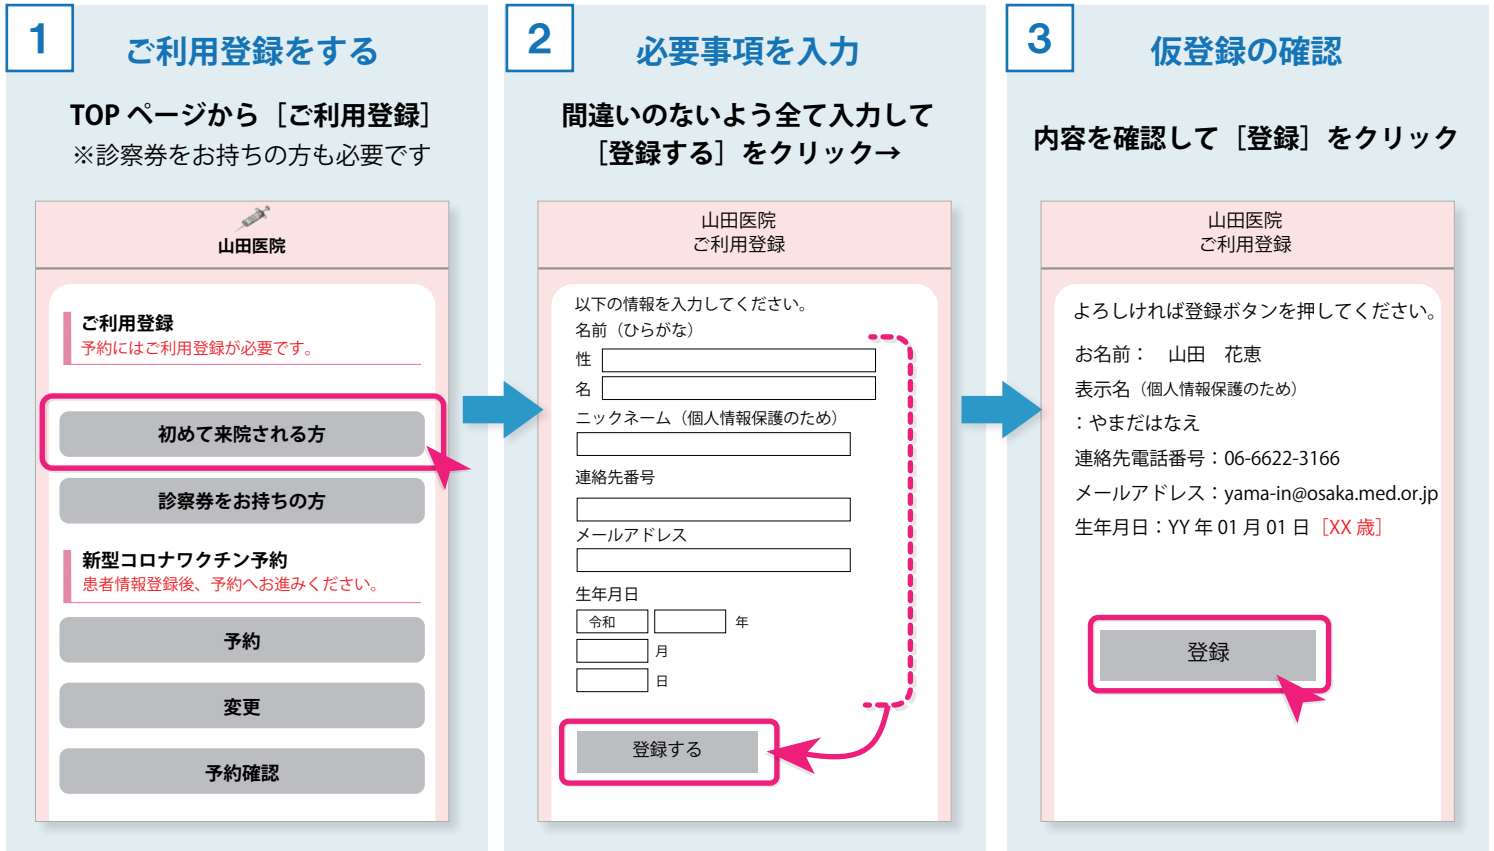 1
ご利用登録をする
TOP ページから［ご利用登録］
※診察券をお持ちの方も必要です
山田医院
ご利用登録
予約にはご利用登録が必要です。
初めて来院される方
診察券をお持ちの方
新型コロナワクチン予約
患者情報登録後、予約へお進みください。
予約
変更
予約確認
2
必要事項を入力
間違いのないよう全て入力して
［登録する］をクリック→
山田医院
ご利用登録
以下の情報を入力してください。
名前（ひらがな）
性
名
ニックネーム（個人情報保護のため）
連絡先番号
メールアドレス
生年月日
令和 年
月
日
登録する
3
仮登録の確認
内容を確認して［登録］をクリック
山田医院
ご利用登録
よろしければ登録ボタンを押してください。
お名前： 山田 花恵
表示名（個人情報保護のため）
：やまだはなえ
連絡先電話番号：06-6622-3166
メールアドレス：yama-in@osaka.med.or.jp
生年月日：YY 年 01 月 01 日［XX 歳］
登録